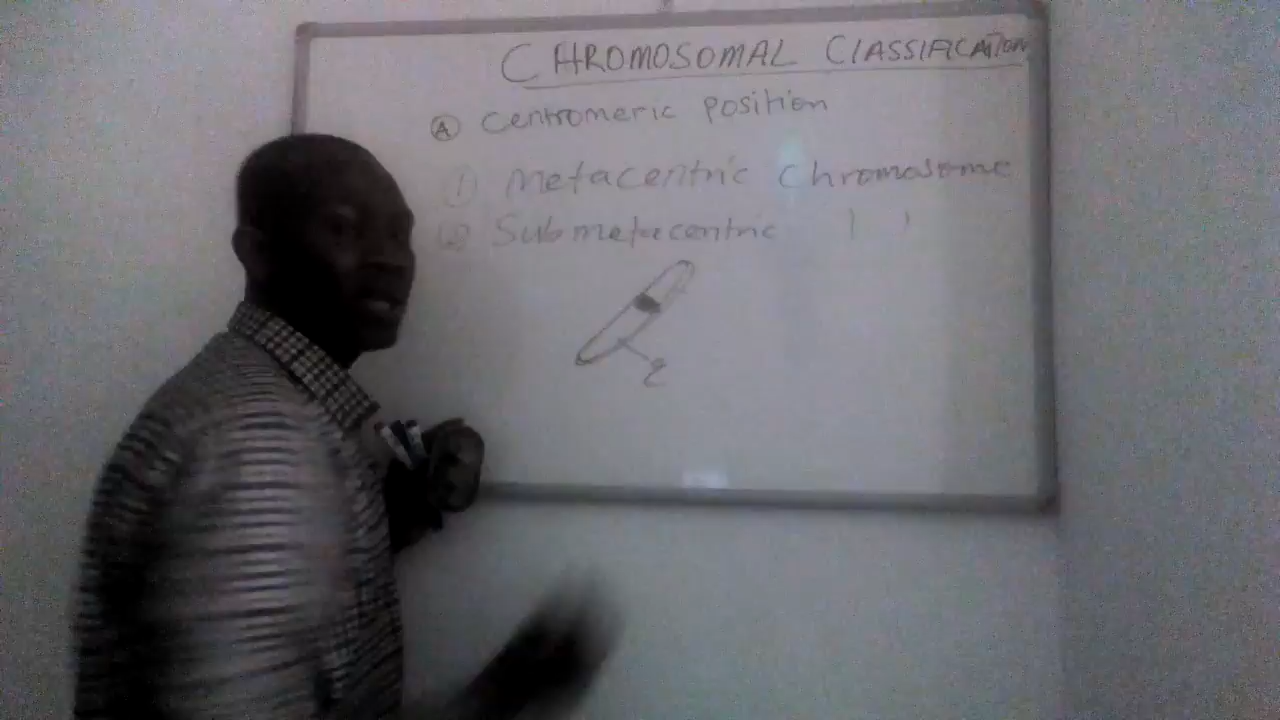 CHROMOSOMAL CLASSIFICATION
Ⓐ Centromeric position
① Metacentric chromosome
② Submetacentric " "
q